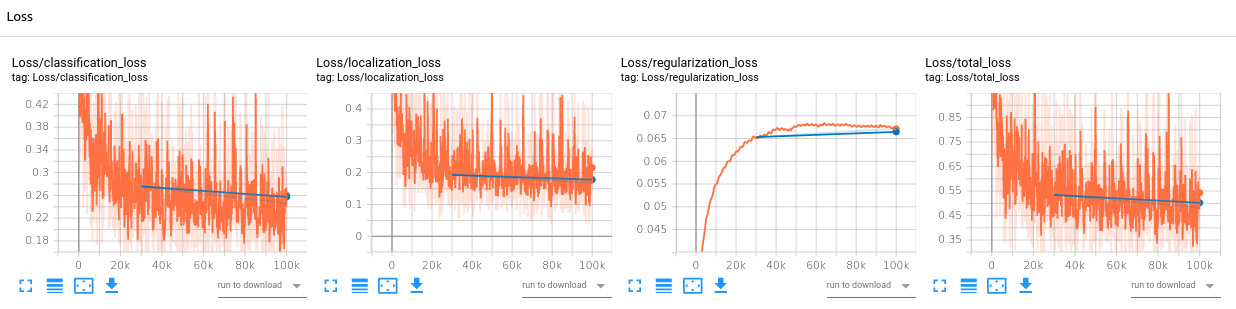 Loss
Loss/classification_loss
tag: Loss/classification_loss
0.42
0.38
0.34
0.3
0.26
0.22
0.18
0 20k 40k 60k 80k 100k
run to download
Loss/localization_loss
tag: Loss/localization_loss
0.4
0.3
0.2
0.1
0
0 20k 40k 60k 80k 100k
run to download
Loss/regularization_loss
tag: Loss/regularization_loss
0.07
0.065
0.06
0.055
0.05
0.045
0 20k 40k 60k 80k 100k
run to download
Loss/total_loss
tag: Loss/total_loss
0.85
0.75
0.65
0.55
0.45
0.35
0 20k 40k 60k 80k 100k
run to download